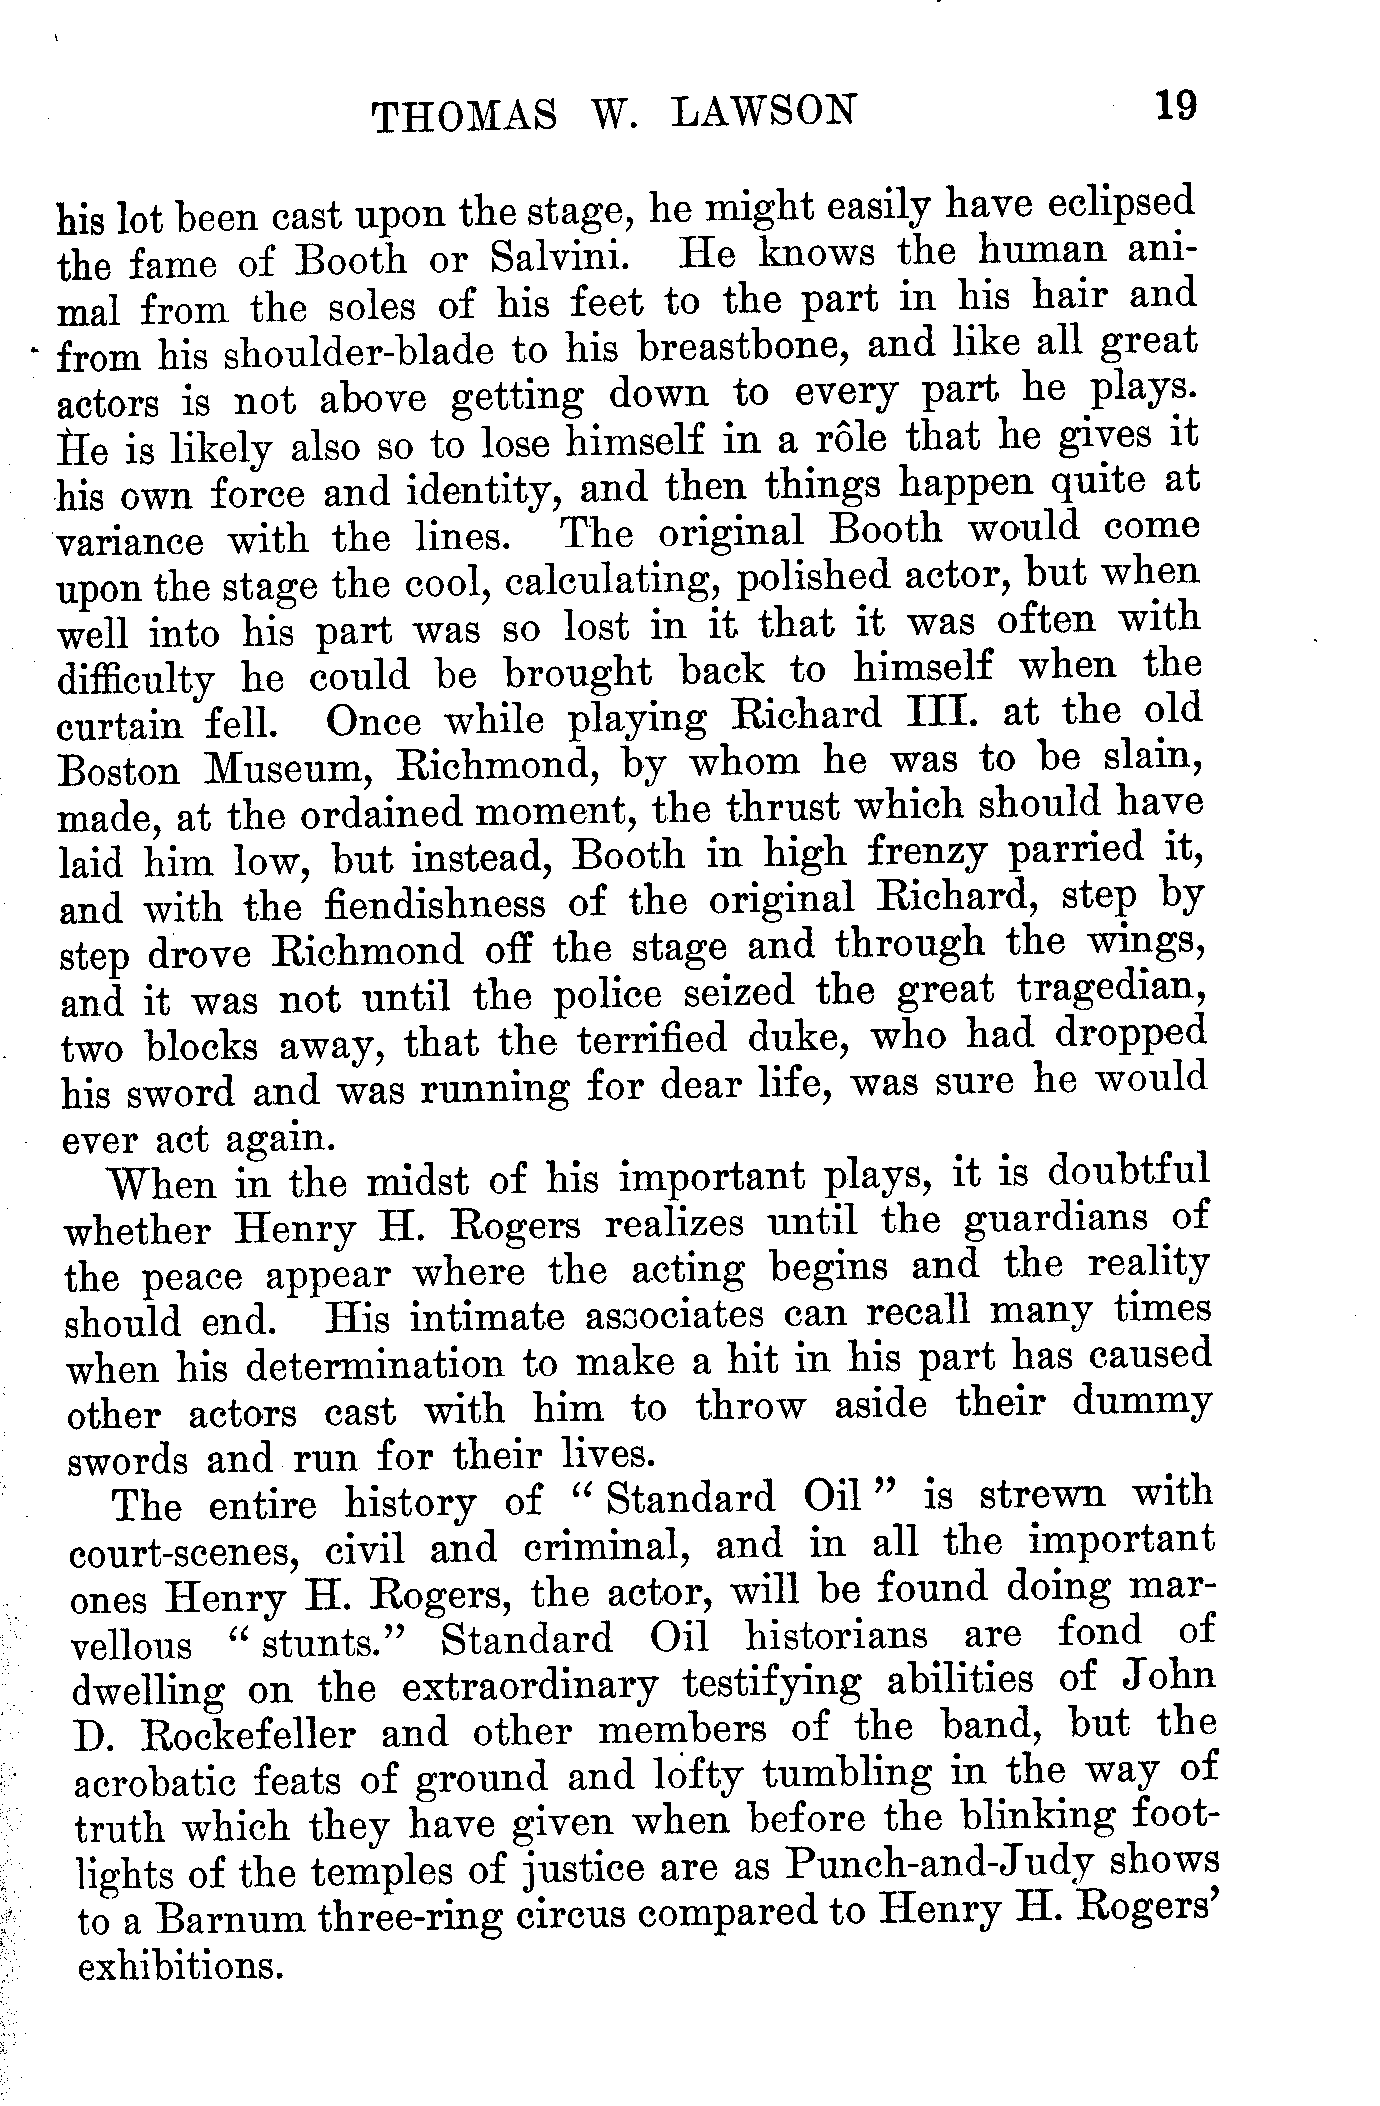 THOMAS W. LAWSON 19
his lot been cast upon the stage, he might easily have eclipsed
the fame of Booth or Salvini. He knows the human ani-
mal from the soles of his feet to the part in his hair and
from his shoulder-blade to his breastbone, and like all great
actors is not above getting down to every part he plays.
He is likely also so to lose himself in a rôle that he gives it
his own force and identity, and then things happen quite at
variance with the lines. The original Booth would come
upon the stage the cool, calculating, polished actor, but when
well into his part was so lost in it that it was often with
difficulty he could be brought back to himself when the
curtain fell. Once while playing Richard III. at the old
Boston Museum, Richmond, by whom he was to be slain,
made, at the ordained moment, the thrust which should have
laid him low, but instead, Booth in high frenzy parried it,
and with the fiendishness of the original Richard, step by
step drove Richmond off the stage and through the wings,
and it was not until the police seized the great tragedian,
two blocks away, that the terrified duke, who had dropped
his sword and was running for dear life, was sure he would
ever act again.
When in the midst of his important plays, it is doubtful
whether Henry H. Rogers realizes until the guardians of
the peace appear where the acting begins and the reality
should end. His intimate associates can recall many times
when his determination to make a hit in his part has caused
other actors cast with him to throw aside their dummy
swords and run for their lives.
The entire history of “ Standard Oil ” is strewn with
court-scenes, civil and criminal, and in all the important
ones Henry H. Rogers, the actor, will be found doing mar-
vellous “ stunts.” Standard Oil historians are fond of
dwelling on the extraordinary testifying abilities of John
D. Rockefeller and other members of the band, but the
acrobatic feats of ground and lofty tumbling in the way of
truth which they have given when before the blinking foot-
lights of the temples of justice are as Punch-and-Judy shows
to a Barnum three-ring circus compared to Henry H. Rogers’
exhibitions.